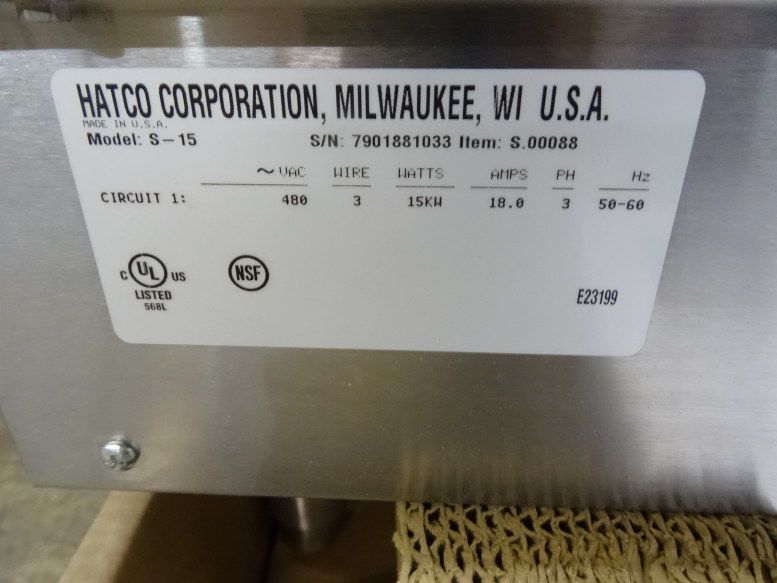 HATCO CORPORATION, MILWAUKEE, WI U.S.A.
MADE IN U.S.A.
Model: S-15 S/N: 7901881033 Item: S.00088
~VAC WIRE WATTS AMPS PH Hz
CIRCUIT 1: 480 3 15KW 18.0 3 50-60
C UL US
LISTED
568L
NSF
E23199